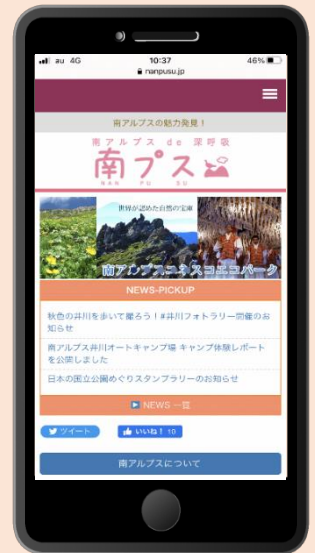 au 4G 10:37 46%
nanpusu.jp
南アルプスの魅力発見！
南アルプス de 深呼吸
南プス
NAN PU SU
世界が認めた自然の宝庫
南アルプスユネスコエコパーク
NEWS-PICKUP
秋色の井川を歩いて撮ろう！#井川フォトラリー開催のお
知らせ
南アルプス井川オートキャンプ場 キャンプ体験レポート
を公開しました
日本の国立公園めぐりスタンプラリーのお知らせ
NEWS 一覧
ツイート いいね！ 10
南アルプスについて